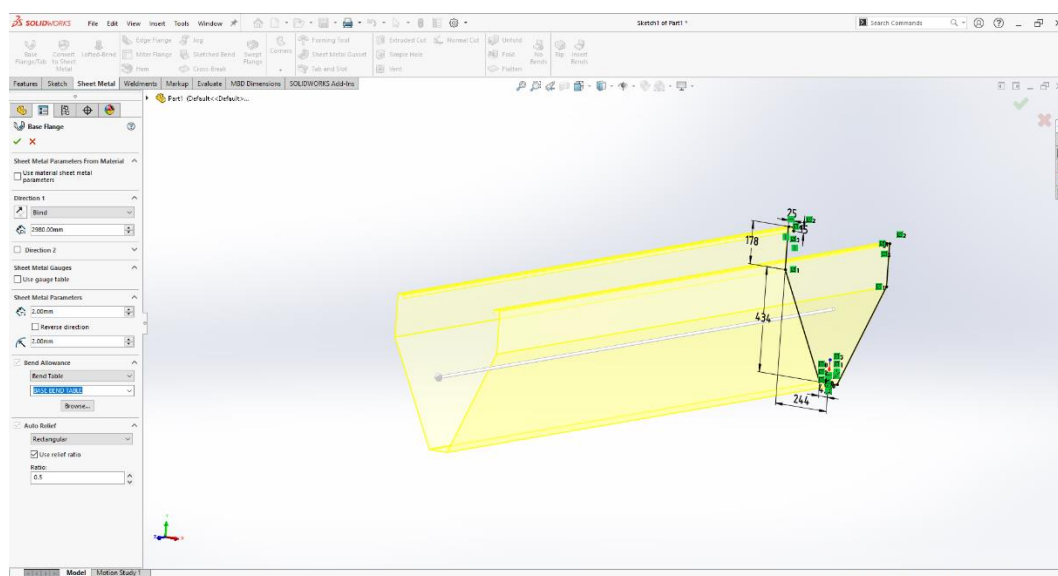 SOLIDWORKS File Edit View Insert Tools Window
Sketch1 of Part1 *
Search Commands
Base Flange/Tab
Convert to Sheet Metal
Lofted-Bend
Edge Flange
Miter Flange
Hem
Jog
Sketched Bend
Cross-Break
Swept Flange
Corners
Forming Tool
Sheet Metal Gusset
Tab and Slot
Extruded Cut
Simple Hole
Vent
Normal Cut
Unfold
Fold
Flatten
No Bends
Rip
Insert Bends
Features Sketch Sheet Metal Weldments Markup Evaluate MBD Dimensions SOLIDWORKS Add-Ins
Part1 (Default<<Default>...
Base Flange
Sheet Metal Parameters From Material
Use material sheet metal parameters
Direction 1
Blind
2980.00mm
Direction 2
Sheet Metal Gauges
Use gauge table
Sheet Metal Parameters
2.00mm
Reverse direction
2.00mm
Bend Allowance
Bend Table
BASE BEND TABLE
Browse...
Auto Relief
Rectangular
Use relief ratio
Ratio:
0.5
25
178
434
244
Model Motion Study 1